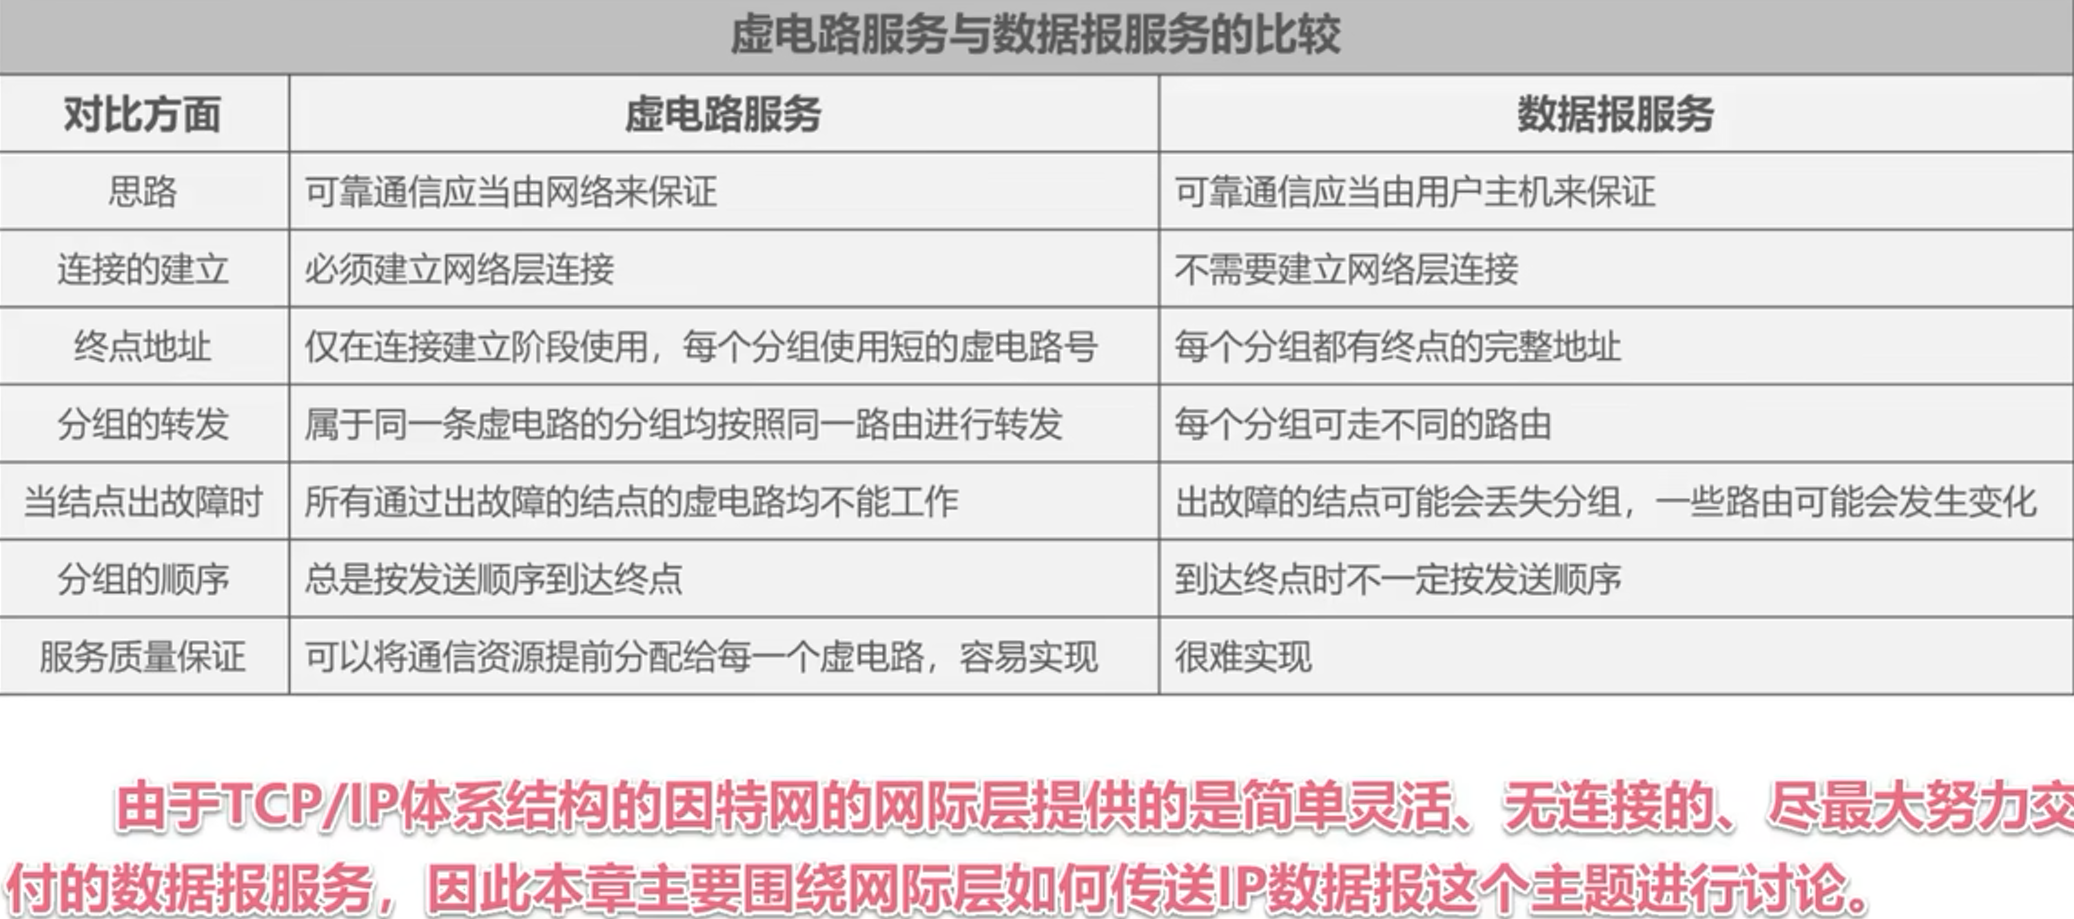 虚电路服务与数据报服务的比较
对比方面 虚电路服务 数据报服务
思路 可靠通信应当由网络来保证 可靠通信应当由用户主机来保证
连接的建立 必须建立网络层连接 不需要建立网络层连接
终点地址 仅在连接建立阶段使用，每个分组使用短的虚电路号 每个分组都有终点的完整地址
分组的转发 属于同一条虚电路的分组均按照同一路由进行转发 每个分组可走不同的路由
当结点出故障时 所有通过出故障的结点的虚电路均不能工作 出故障的结点可能会丢失分组，一些路由可能会发生变化
分组的顺序 总是按发送顺序到达终点 到达终点时不一定按发送顺序
服务质量保证 可以将通信资源提前分配给每一个虚电路，容易实现 很难实现
由于TCP/IP体系结构的因特网的网际层提供的是简单灵活、无连接的、尽最大努力交
付的数据报服务，因此本章主要围绕网际层如何传送IP数据报这个主题进行讨论。